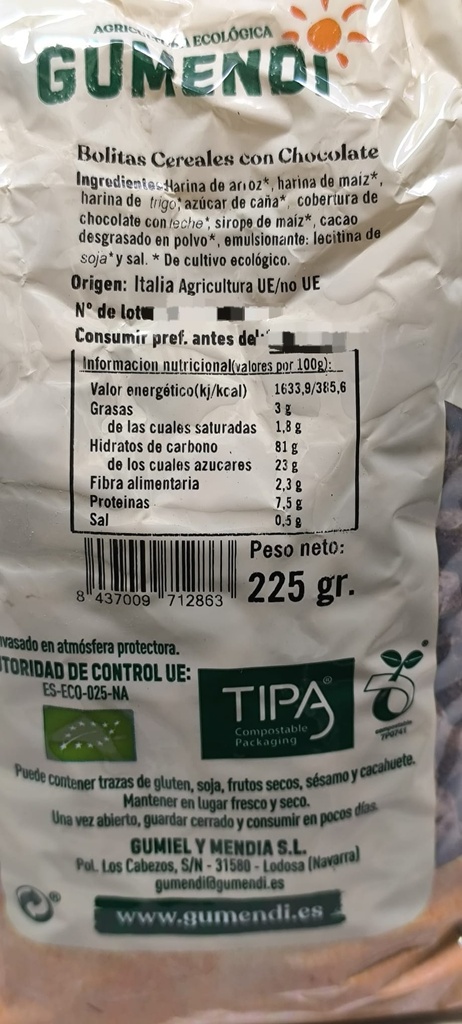 ECOLÓGICA
GUMENDI
Bolitas Cereales con Chocolate
Ingredientes: Harina de arroz*, harina de maiz*,
harina de trigo, azúcar de caña*, cobertura de
chocolate con leche*, sirope de maíz*, cacao
desgrasado en polvo*, emulsionante: lecitina de
soja* y sal. * De cultivo ecológico.
Origen: Italia Agricultura UE/no UE
Nº de lot
Consumir pref. antes del
Informacion nutricional(valores por 100g):
Valor energético(kj/kcal) 1633,9/385,6
Grasas 3 g
de las cuales saturadas 1,8 g
Hidratos de carbono 81 g
de los cuales azucares 23 g
Fibra alimentaria 2,3 g
Proteinas 7,5 g
Sal 0,5 g
Peso neto:
225 gr.
8 437009 712863
nvasado en atmósfera protectora.
TORIDAD DE CONTROL UE:
ES-ECO-025-NA
TIPA®
Compostable
Packaging
Puede contener trazas de gluten, soja, frutos secos, sésamo y cacahuete.
Mantener en lugar fresco y seco.
Una vez abierto, guardar cerrado y consumir en pocos días.
GUMIEL Y MENDIA S.L.
Pol. Los Cabezos, S/N - 31580 - Lodosa (Navarra)
gumendi@gumendi.es
www.gumendi.es